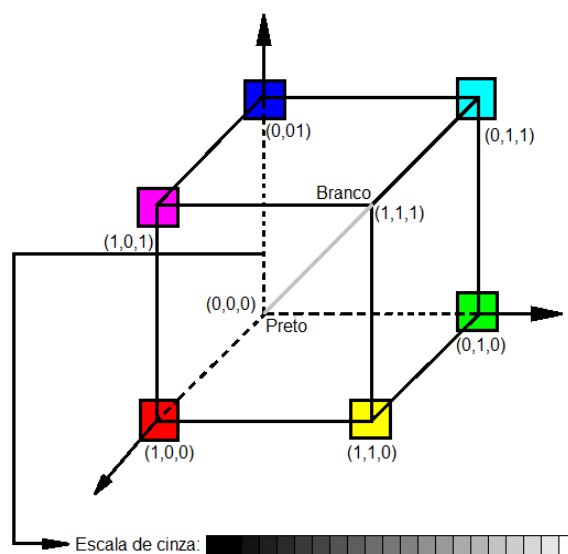 (0,01)
(0,1,1)
Branco
(1,1,1)
(1,0,1)
(0,0,0)
Preto
(0,1,0)
(1,0,0)
(1,1,0)
Escala de cinza: